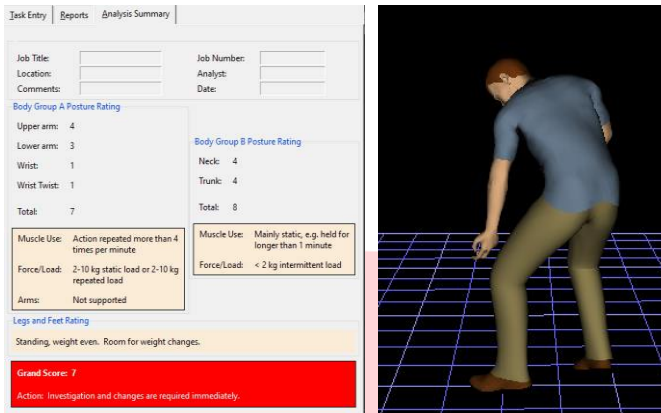 Task Entry Reports Analysis Summary
Job Title: Job Number:
Location: Analyst:
Comments: Date:
Body Group A Posture Rating
Upper arm: 4
Lower arm: 3
Wrist: 1
Wrist Twist: 1
Total: 7
Muscle Use: Action repeated more than 4
times per minute
Force/Load: 2-10 kg static load or 2-10 kg
repeated load
Arms: Not supported
Body Group B Posture Rating
Neck: 4
Trunk: 4
Total: 8
Muscle Use: Mainly static, e.g. held for
longer than 1 minute
Force/Load: < 2 kg intermittent load
Legs and Feet Rating
Standing, weight even. Room for weight changes.
Grand Score: 7
Action: Investigation and changes are required immediately.